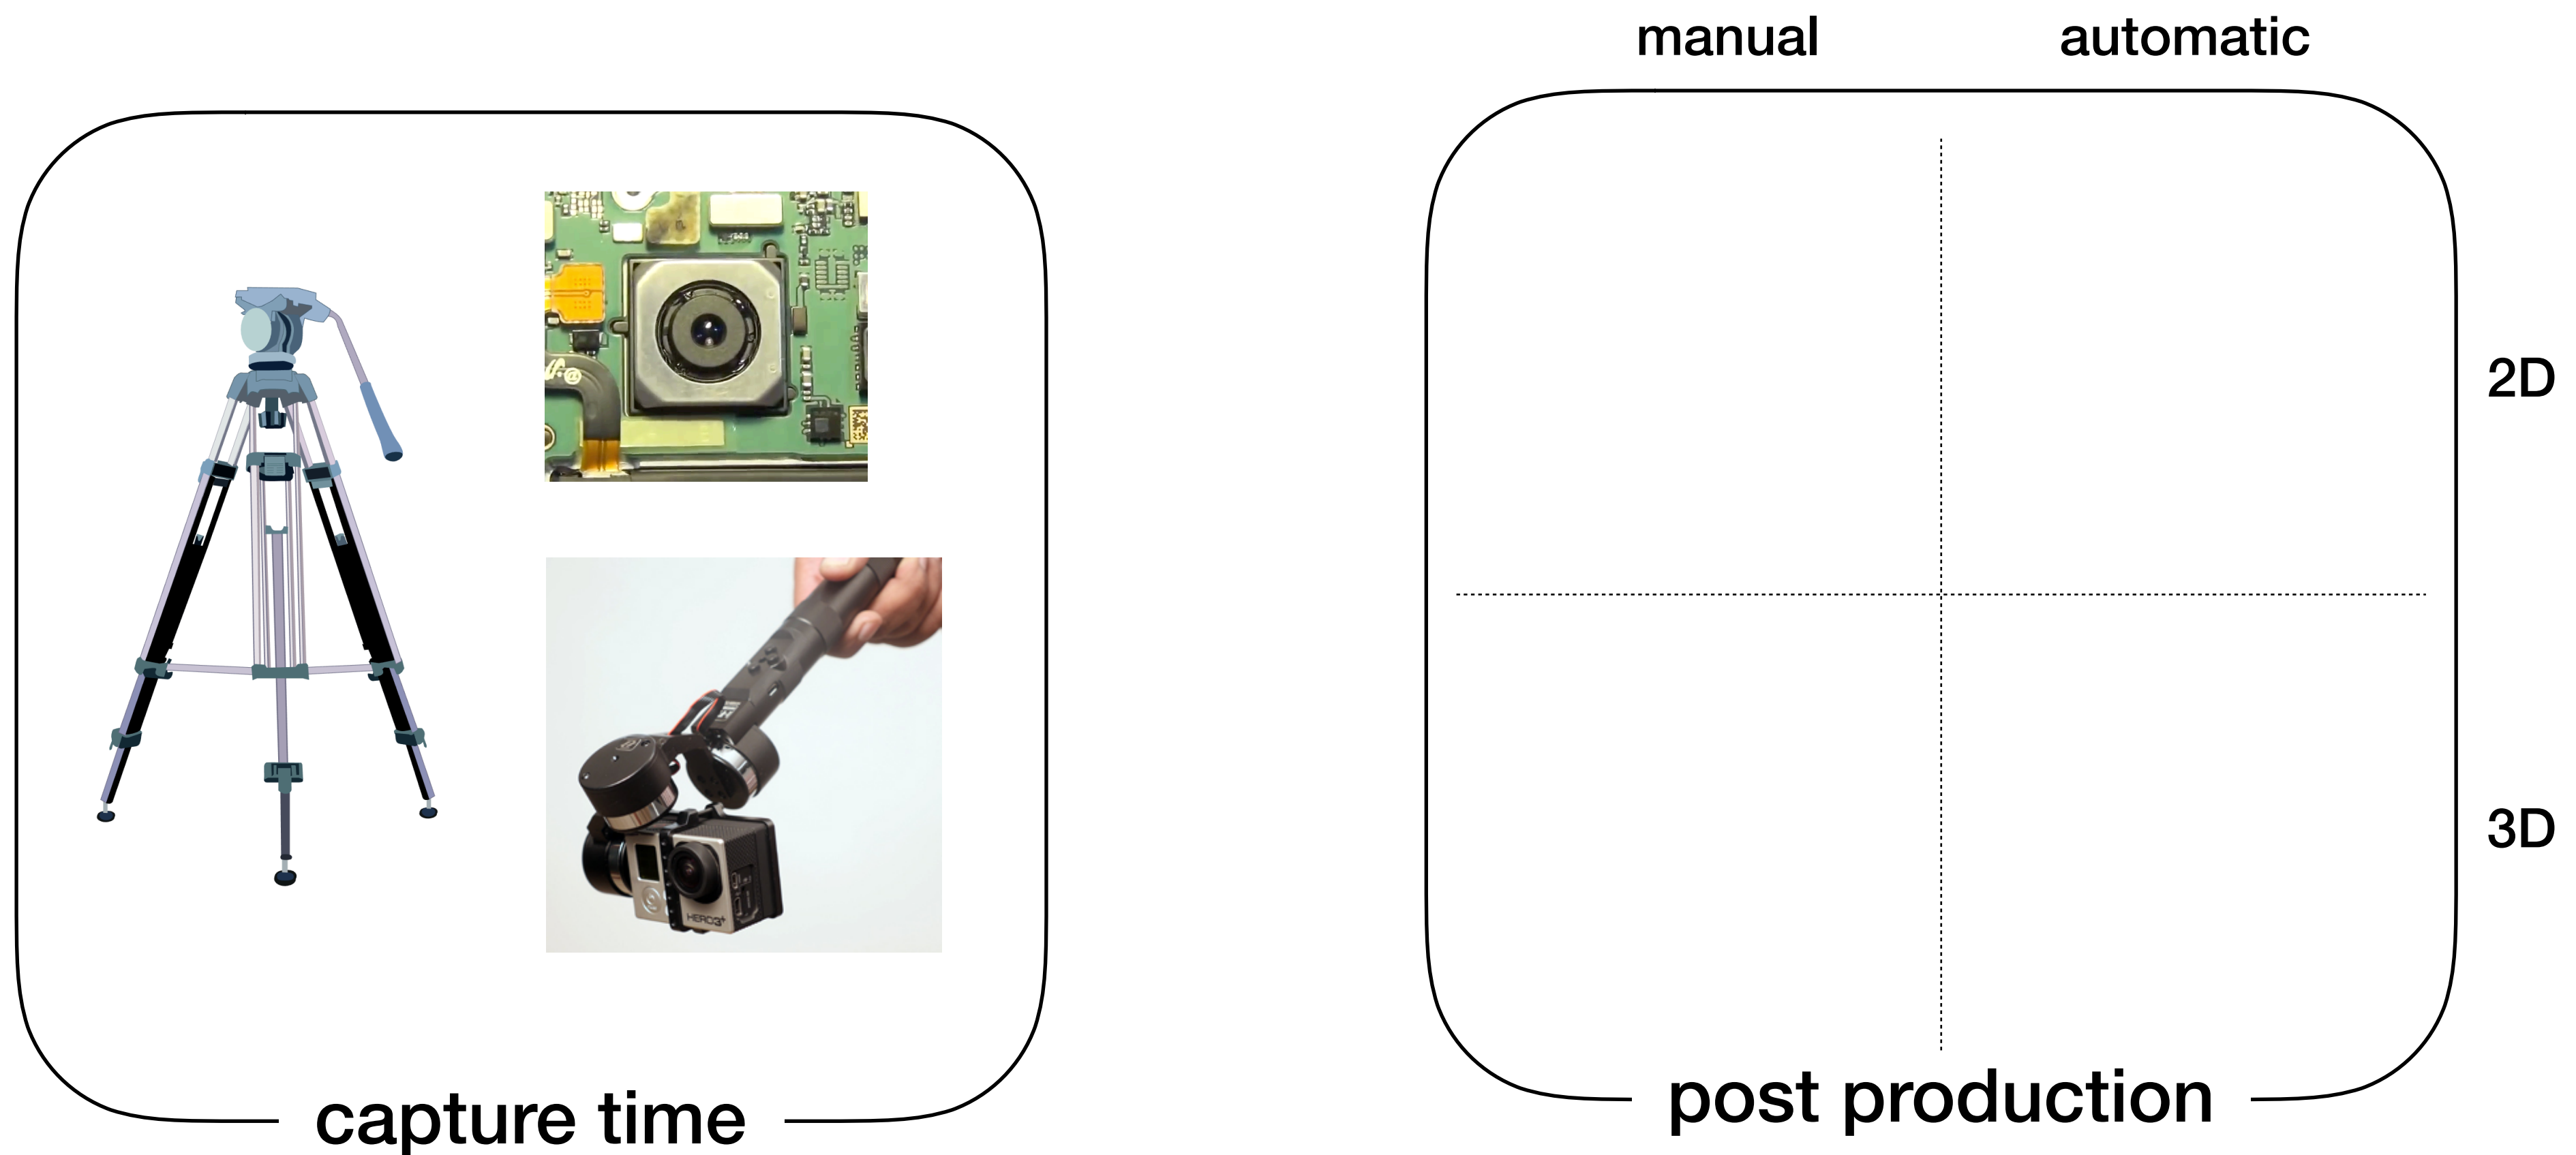 manual automatic
2D
HERO3+
3D
capture time
post production